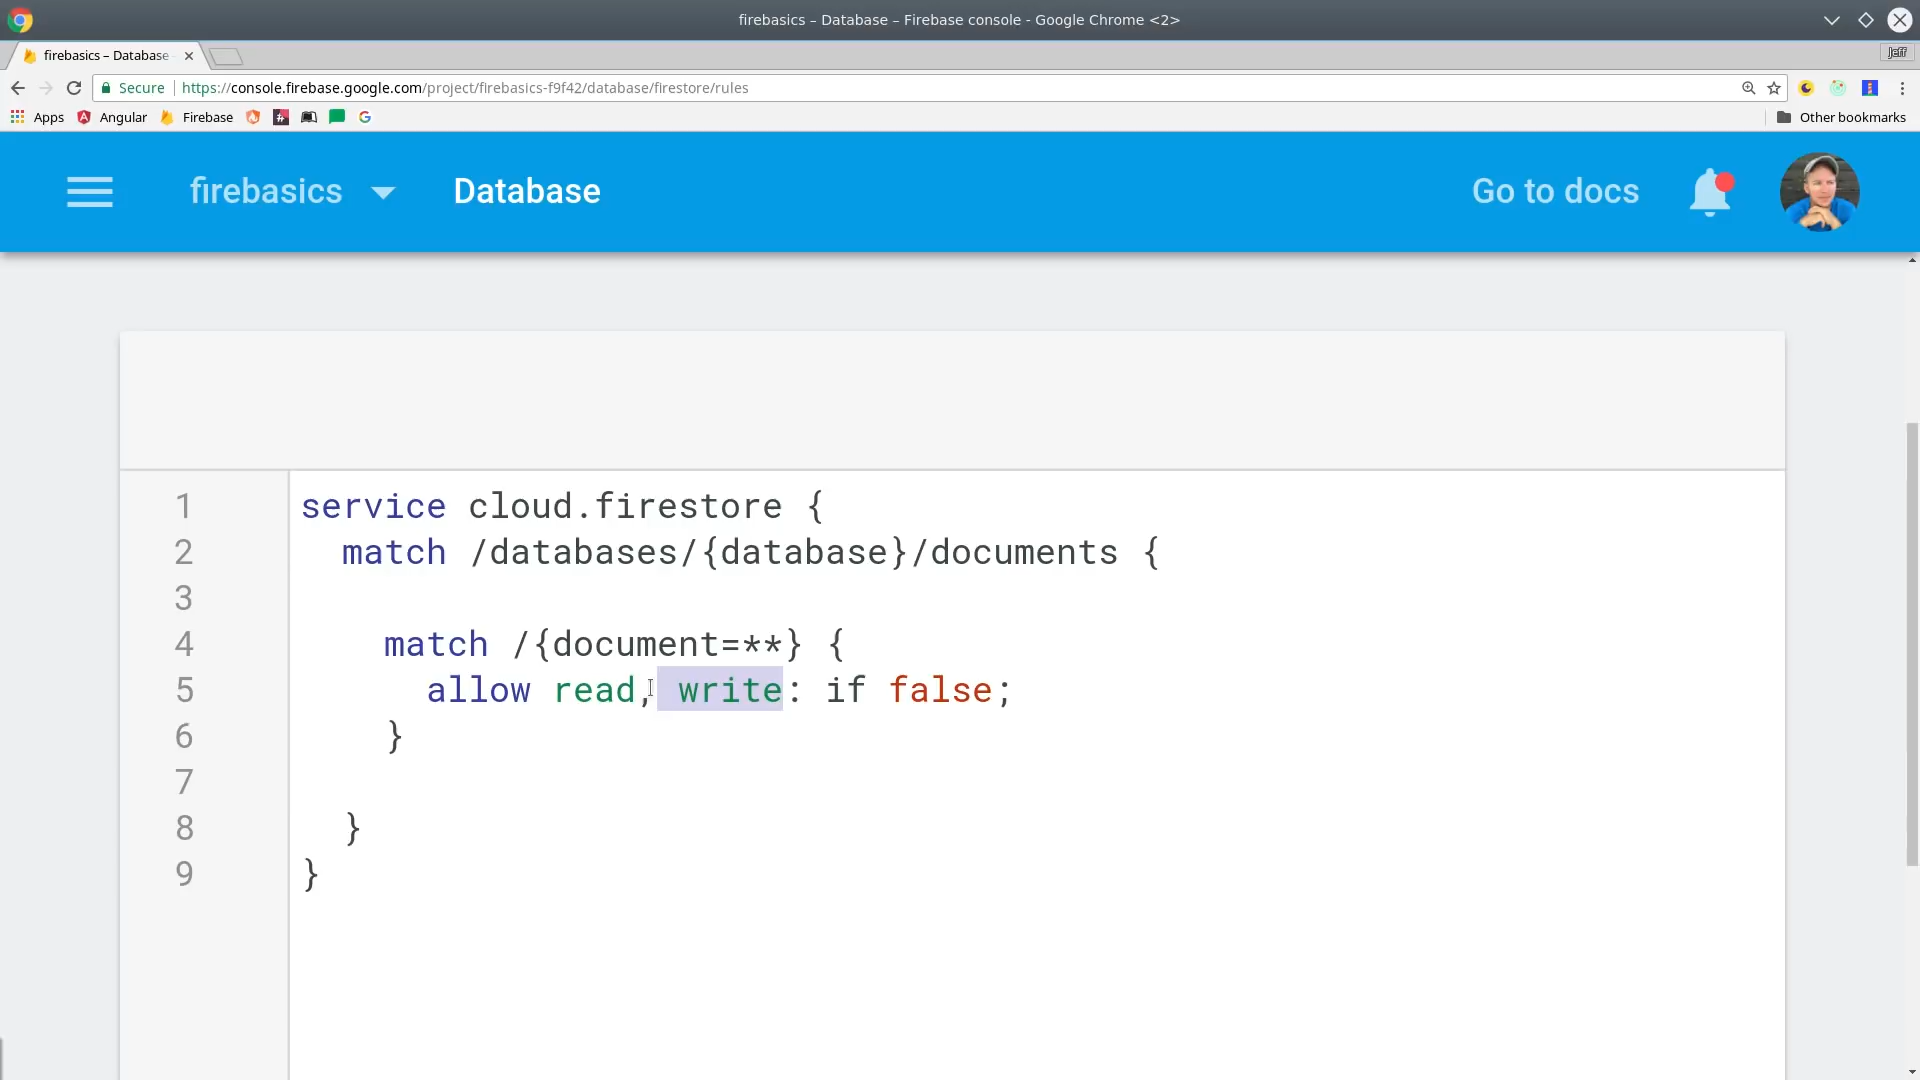 firebasics – Database – Firebase console - Google Chrome <2>
firebasics – Database
Jeff
Secure https://console.firebase.google.com/project/firebasics-f9f42/database/firestore/rules
Apps Angular Firebase Other bookmarks
firebasics Database Go to docs
1 service cloud.firestore {
2 match /databases/{database}/documents {
3
4 match /{document=**} {
5 allow read, write: if false;
6 }
7
8 }
9 }